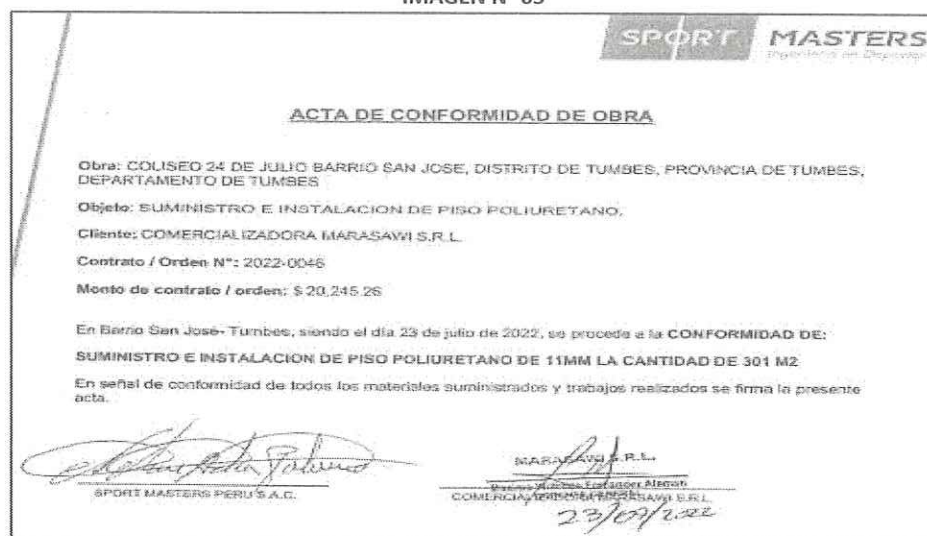 SPORT MASTERS
ACTA DE CONFORMIDAD DE OBRA
Obra: COLISEO 24 DE JULIO BARRIO SAN JOSE, DISTRITO DE TUMBES, PROVINCIA DE TUMBES,
DEPARTAMENTO DE TUMBES
Objeto: SUMINISTRO E INSTALACION DE PISO POLIURETANO.
Cliente: COMERCIALIZADORA MARASAWI S.R.L.
Contrato / Orden N°: 2022-0046
Monto de contrato / orden: $ 20,245.26
En Barrio San José- Tumbes, siendo el día 23 de julio de 2022, se procede a la CONFORMIDAD DE:
SUMINISTRO E INSTALACION DE PISO POLIURETANO DE 11MM LA CANTIDAD DE 301 M2
En señal de conformidad de todos los materiales suministrados y trabajos realizados se firma la presente
acta.
MARASAWI S.R.L.
SPORT MASTERS PERU S.A.C.
COMERCIALIZADORA MARASAWI S.R.L.
23/07/2022